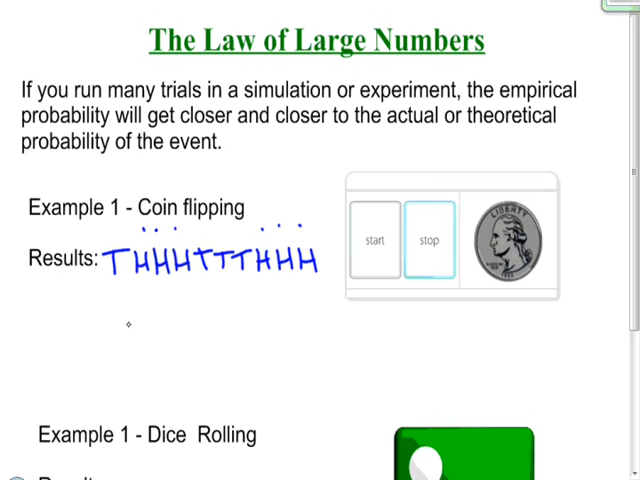 The Law of Large Numbers
If you run many trials in a simulation or experiment, the empirical
probability will get closer and closer to the actual or theoretical
probability of the event.
Example 1 - Coin flipping
Results: THHHTTTHHH
start
stop
LIBERTY
Example 1 - Dice Rolling